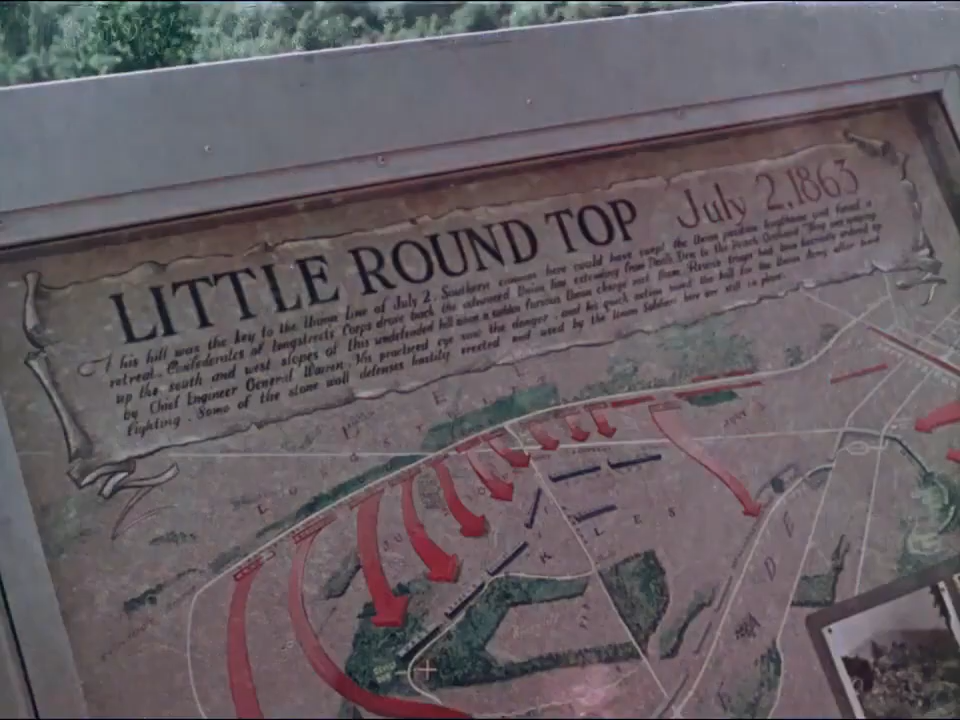 LITTLE ROUND TOP July 2, 1863
This hill was the key to the Union line of July 2. Southern cannon here could have swept the Union position and forced a
retreat. Confederates of Longstreet's Corps drove back the advanced Union line extending from Devil's Den to the Peach Orchard. They were swarming
up the south and west slopes of this undefended hill when a sudden furious Union charge met them. Reserve troops had been hurriedly ordered up
by Chief Engineer General Warren. His practiced eye saw the danger, and his quick action saved the hill for the Union Army after hard
fighting. Some of the stone wall defenses hastily erected and used by the Union Soldiers here are still in place.
L O N G S T R E E T
K L E S